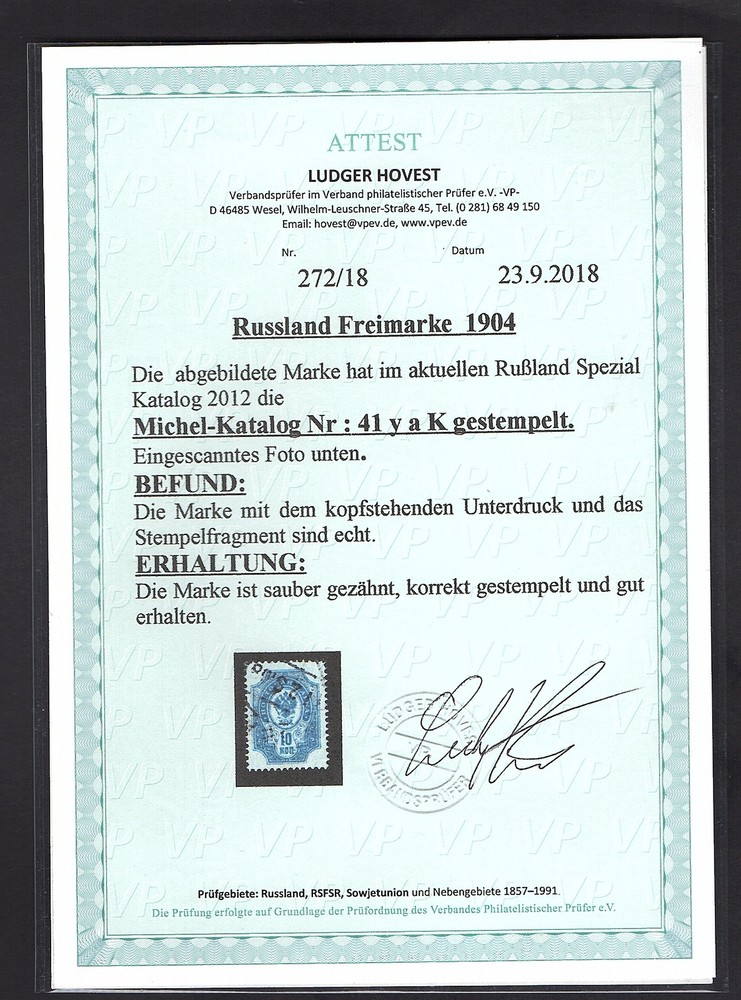 ATTEST
LUDGER HOVEST
Verbandsprüfer im Verband philatelistischer Prüfer e.V. -VP-
D 46485 Wesel, Wilhelm-Leuschner-Straße 45, Tel. (0 281) 68 49 150
Email: hovest@vpev.de, www.vpev.de
Nr. Datum
272/18 23.9.2018
Russland Freimarke 1904
Die abgebildete Marke hat im aktuellen Rußland Spezial
Katalog 2012 die
Michel-Katalog Nr : 41 y a K gestempelt.
Eingescanntes Foto unten.
BEFUND:
Die Marke mit dem kopfstehenden Unterdruck und das
Stempelfragment sind echt.
ERHALTUNG:
Die Marke ist sauber gezähnt, korrekt gestempelt und gut
erhalten.
10
КОП
LUDGER HOVEST
VERBANDSPRÜFER
Prüfgebiete: Russland, RSFSR, Sowjetunion und Nebengebiete 1857–1991.
Die Prüfung erfolgte auf Grundlage der Prüfordnung des Verbandes Philatelistischer Prüfer e.V.